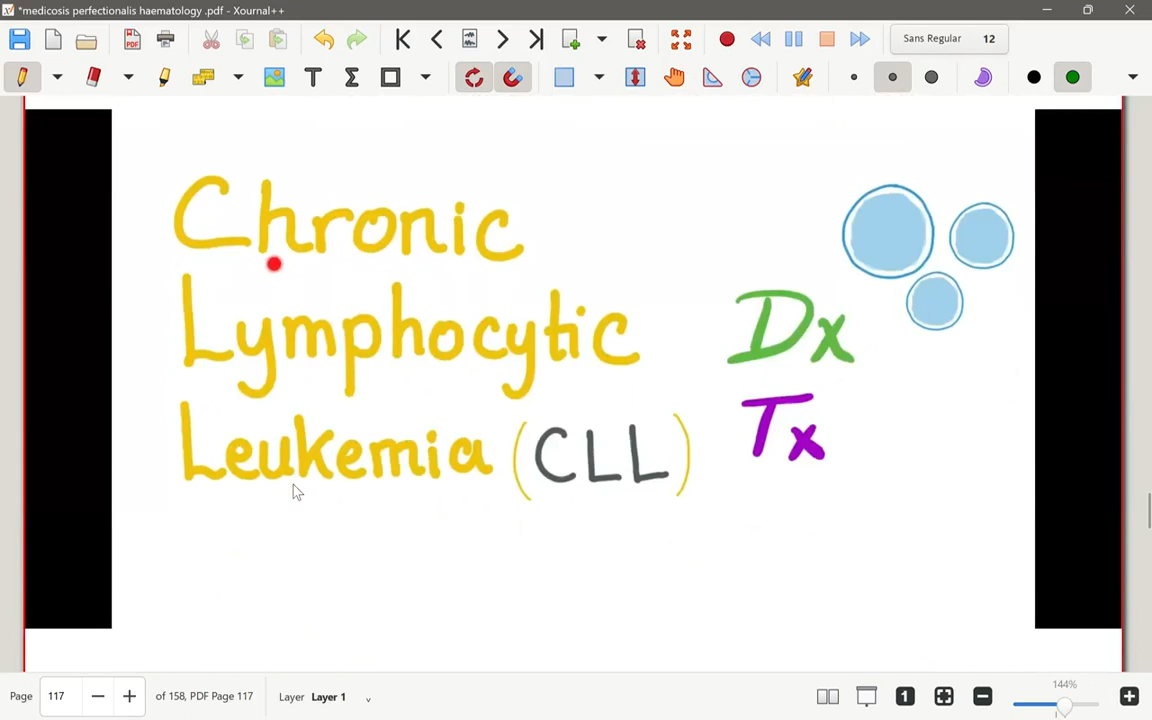 *medicosis perfectionalis haematology .pdf - Xournal++
Sans Regular 12
Chronic
Lymphocytic
Dx
Leukemia (CLL)
Tx
Page 117 of 158, PDF Page 117 Layer Layer 1
144%